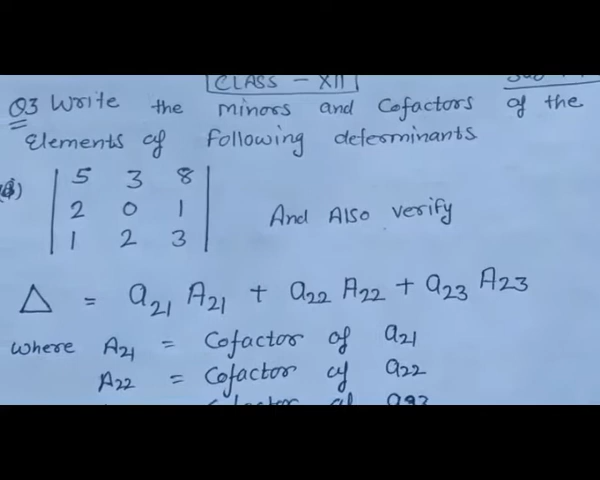 CLASS - XII
Q3 Write the minors and Cofactors of the
Elements of following determinants
5 3 8
2 0 1 And Also verify
1 2 3
Δ = a21 A21 + a22 A22 + a23 A23
where A21 = Cofactor of a21
A22 = Cofactor of a22